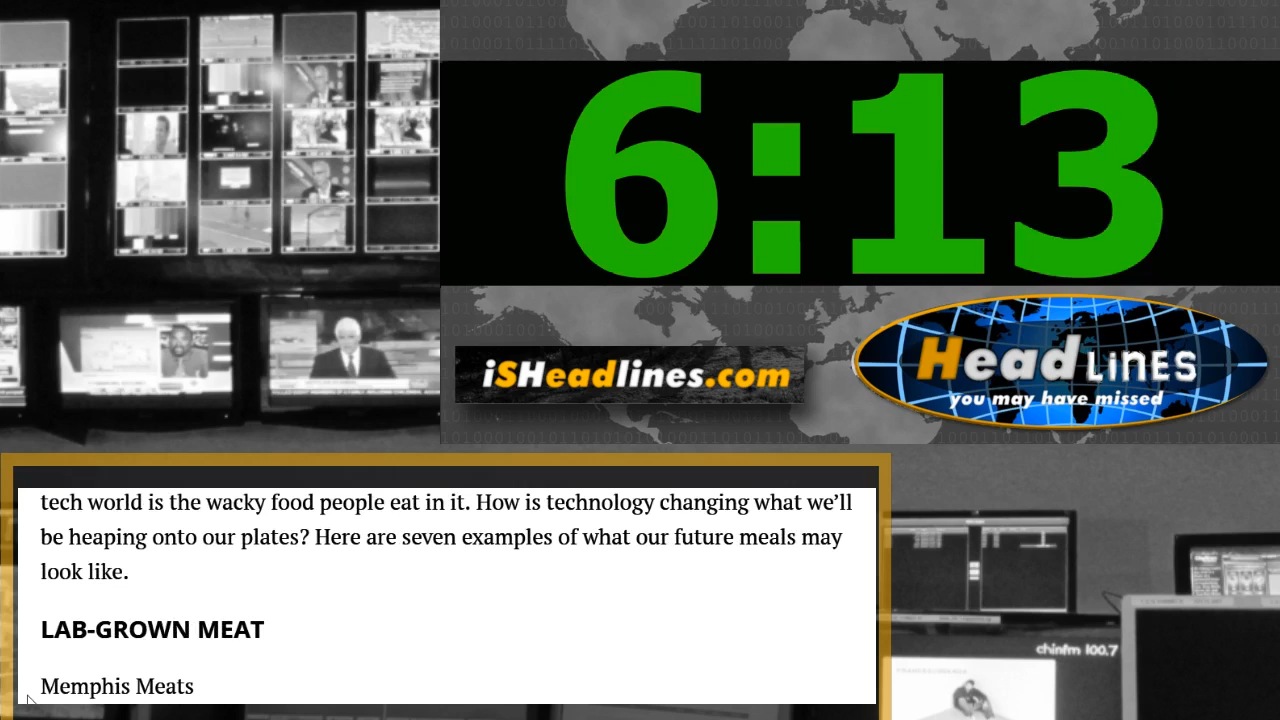 6:13
iSHeadlines.com
HeadLINES
you may have missed
tech world is the wacky food people eat in it. How is technology changing what we’ll
be heaping onto our plates? Here are seven examples of what our future meals may
look like.
LAB-GROWN MEAT
Memphis Meats
chinfm 100.7